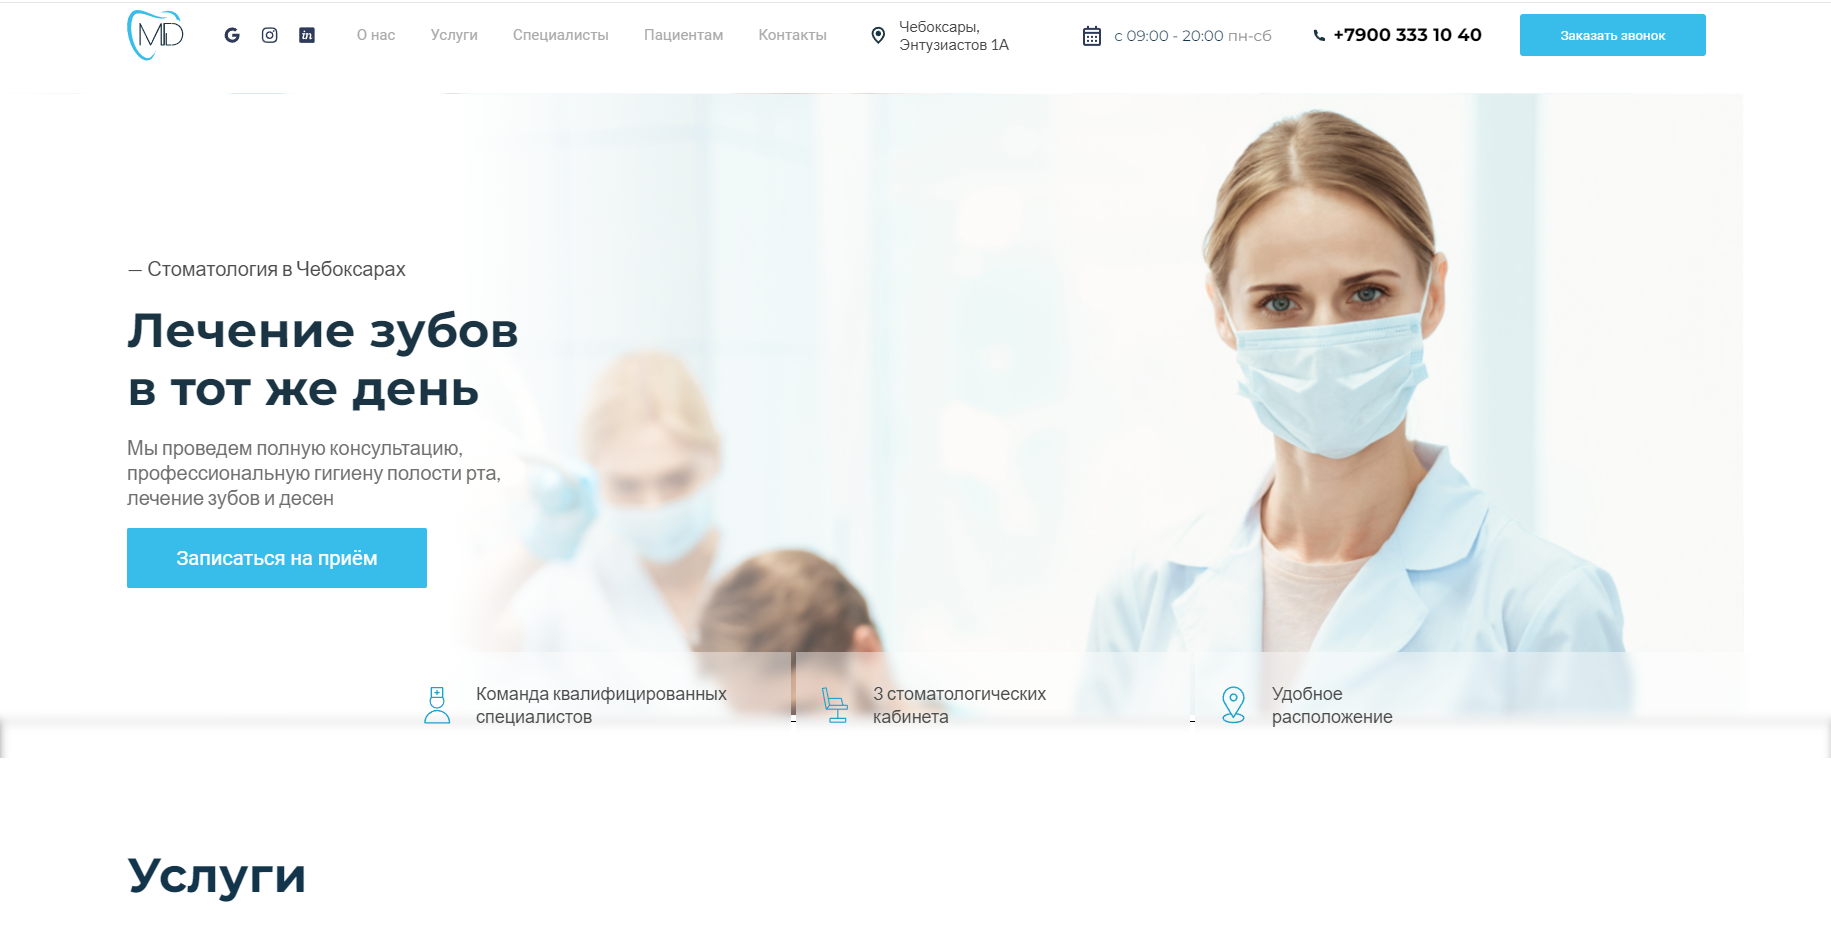 MD
G
in
О нас
Услуги
Специалисты
Пациентам
Контакты
Чебоксары,
Энтузиастов 1А
с 09:00 - 20:00 пн-сб
+7900 333 10 40
Заказать звонок
— Стоматология в Чебоксарах
Лечение зубов
в тот же день
Мы проведем полную консультацию,
профессиональную гигиену полости рта,
лечение зубов и десен
Записаться на приём
Команда квалифицированных
специалистов
3 стоматологических
кабинета
Удобное
расположение
Услуги